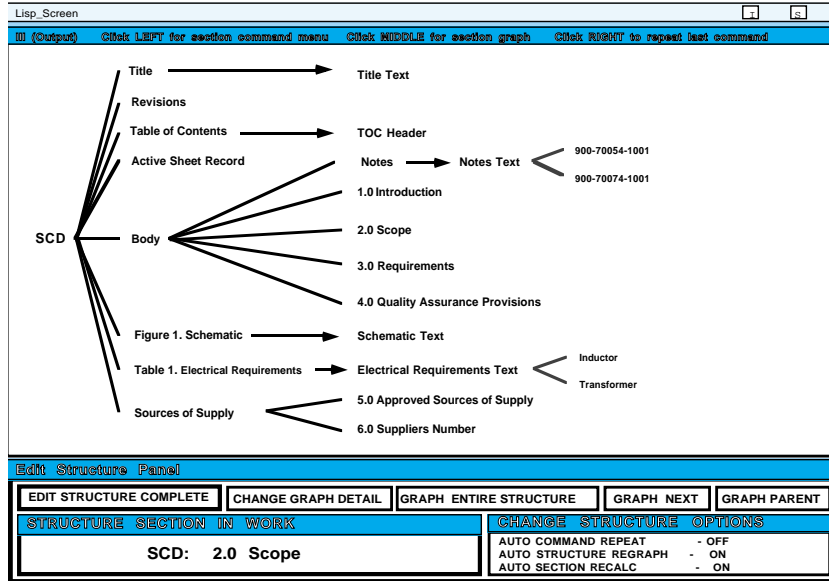 Lisp_Screen
I S
III (Output) Click LEFT for section command menu Click MIDDLE for section graph Click RIGHT to repeat last command
Title
Title Text
Revisions
Table of Contents
TOC Header
Active Sheet Record
Notes
Notes Text
900-70054-1001
900-70074-1001
1.0 Introduction
SCD
Body
2.0 Scope
3.0 Requirements
4.0 Quality Assurance Provisions
Figure 1. Schematic
Schematic Text
Table 1. Electrical Requirements
Electrical Requirements Text
Inductor
Transformer
Sources of Supply
5.0 Approved Sources of Supply
6.0 Suppliers Number
Edit Structure Panel
EDIT STRUCTURE COMPLETE
CHANGE GRAPH DETAIL
GRAPH ENTIRE STRUCTURE
GRAPH NEXT
GRAPH PARENT
STRUCTURE SECTION IN WORK
SCD: 2.0 Scope
CHANGE STRUCTURE OPTIONS
AUTO COMMAND REPEAT - OFF
AUTO STRUCTURE REGRAPH - ON
AUTO SECTION RECALC - ON